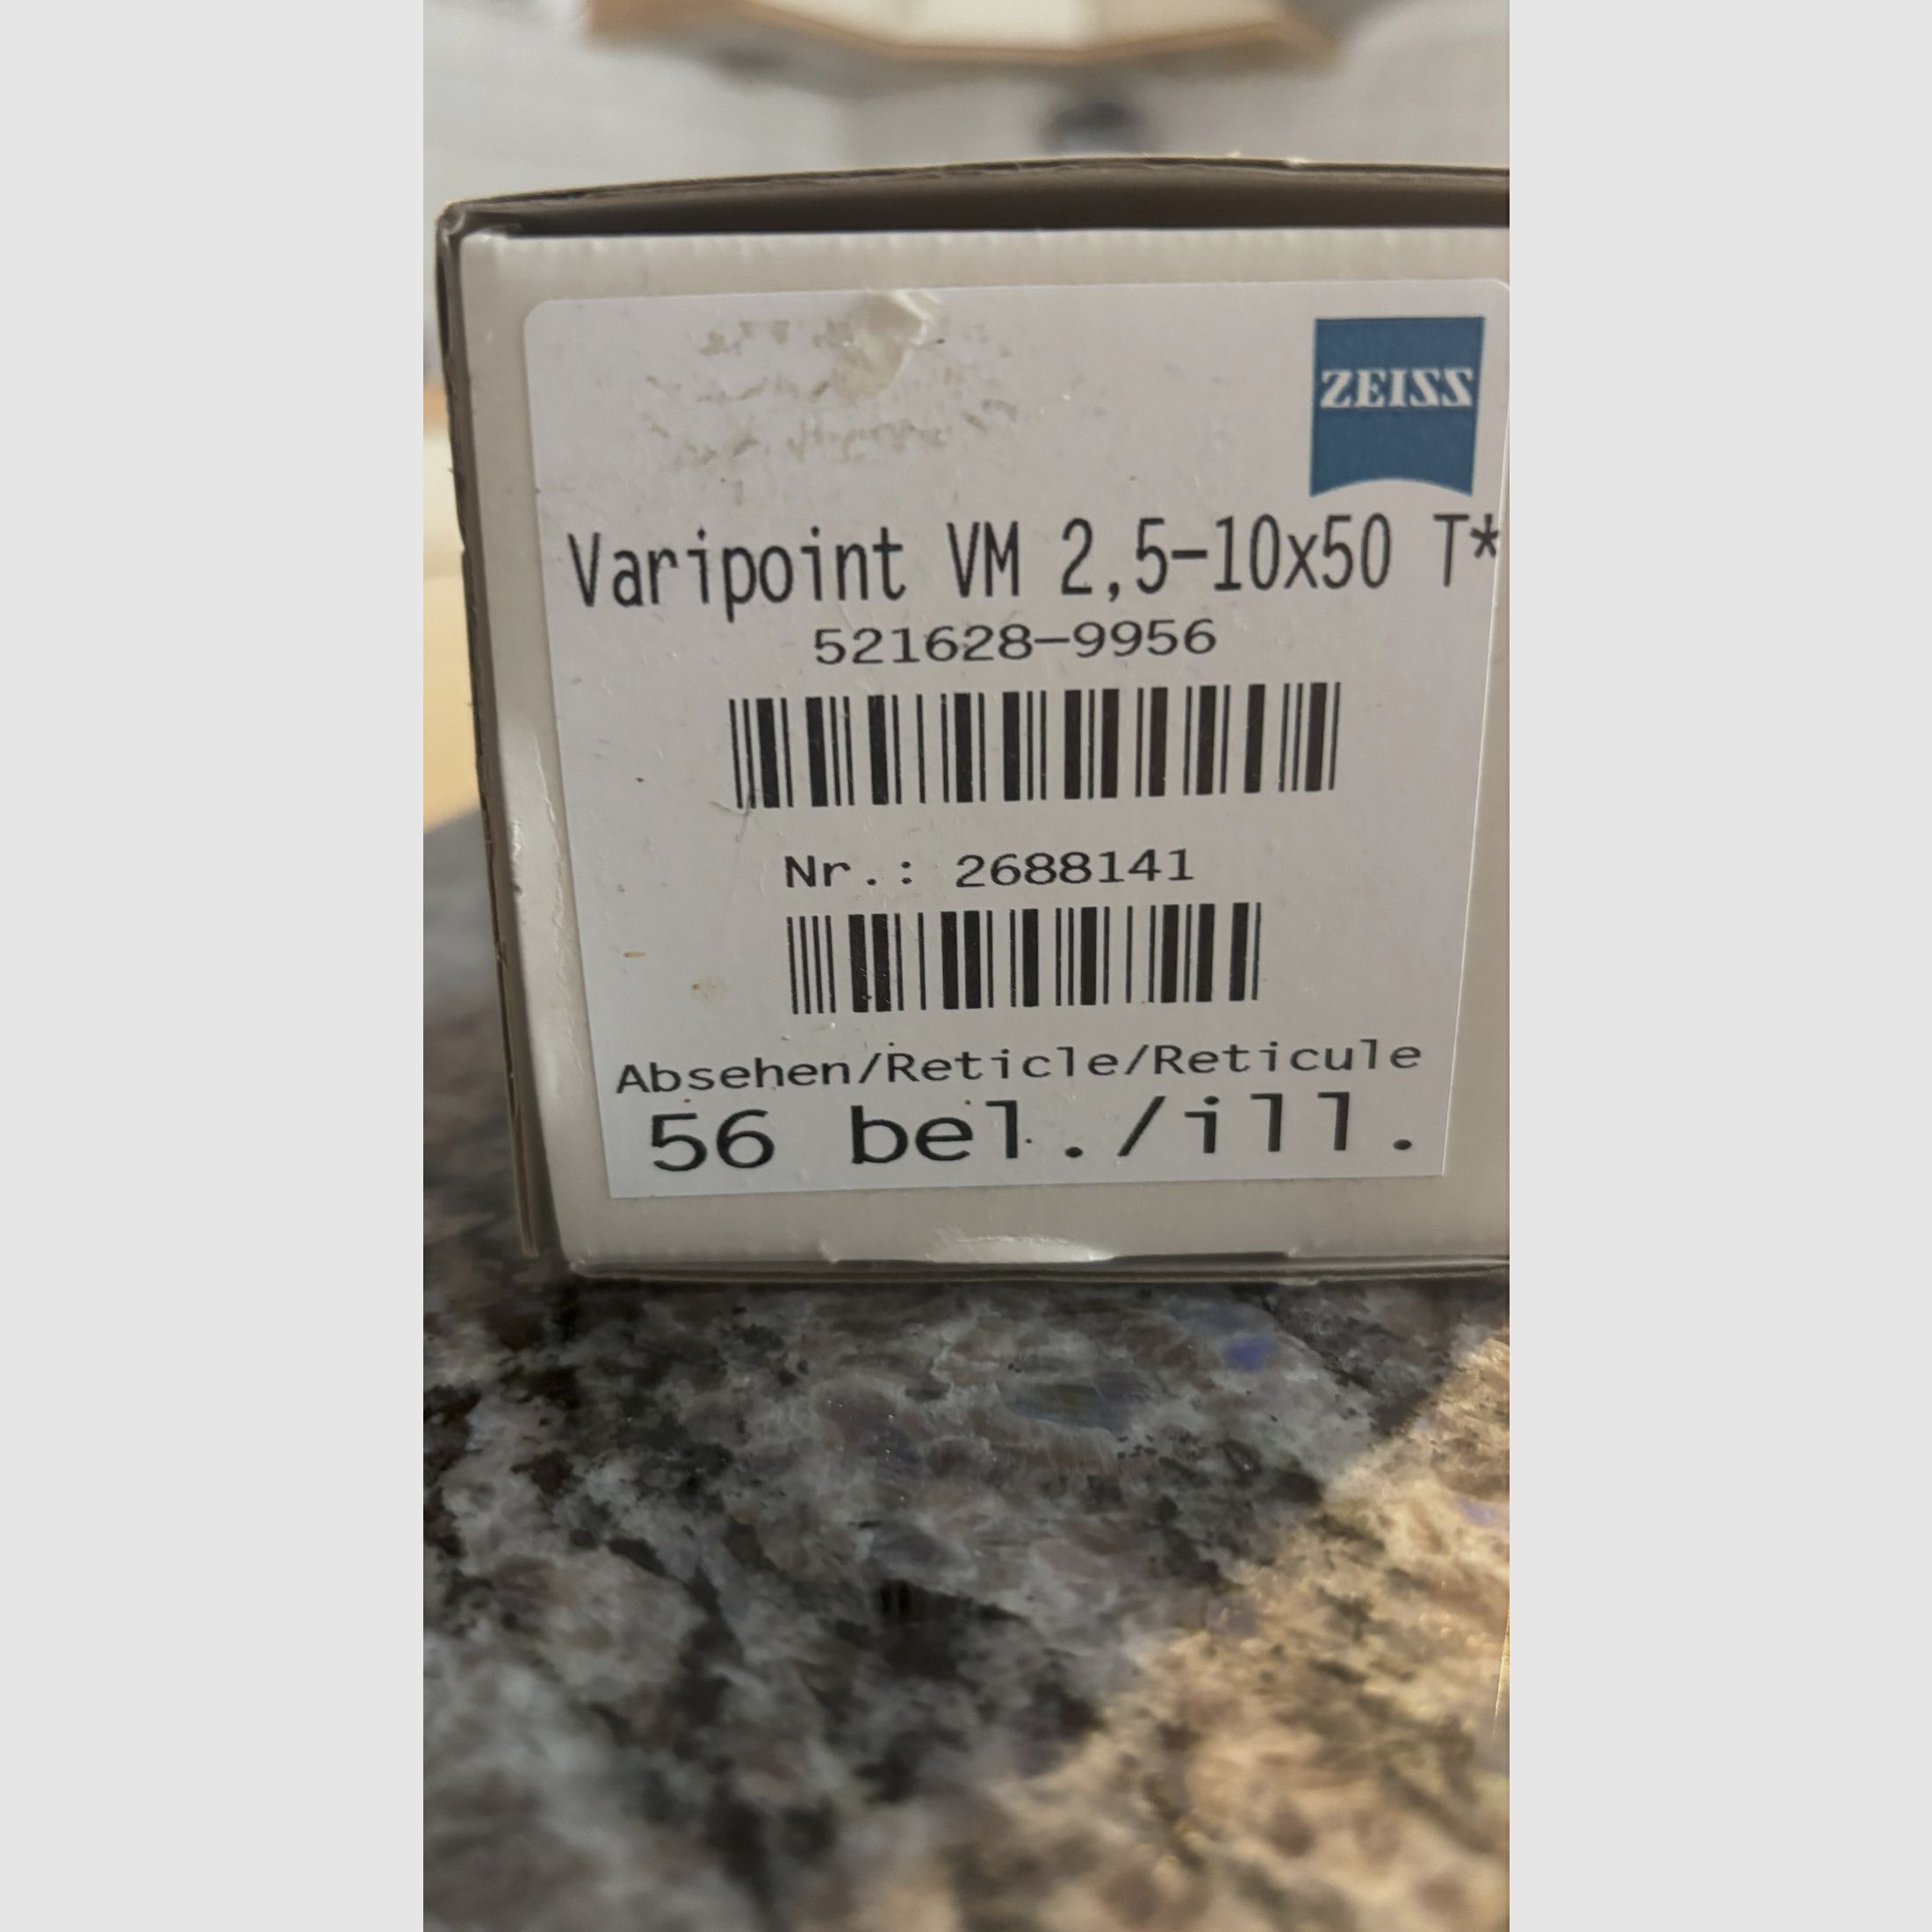 ZEISS
Varipoint VM 2,5-10x50 T*
521628-9956
Nr.: 2688141
Absehen/Reticle/Reticule
56 bel./ill.